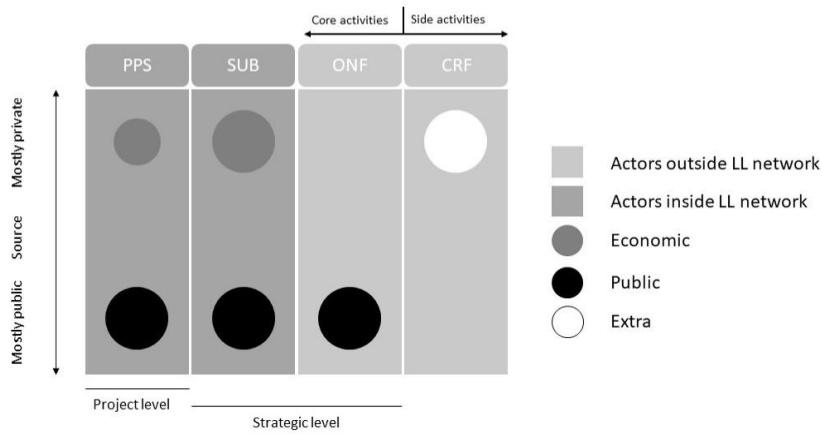 Core activities
Side activities
PPS
SUB
ONF
CRF
Mostly private
Source
Mostly public
Actors outside LL network
Actors inside LL network
Economic
Public
Extra
Project level
Strategic level